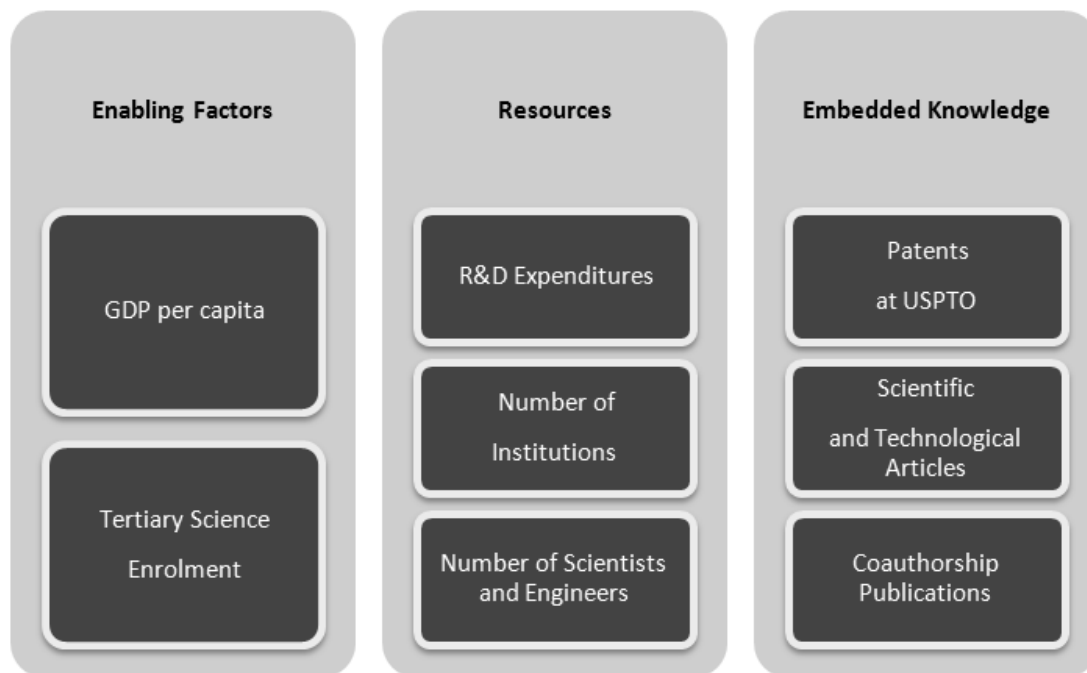 Enabling Factors
GDP per capita
Tertiary Science
Enrolment
Resources
R&D Expenditures
Number of
Institutions
Number of Scientists
and Engineers
Embedded Knowledge
Patents
at USPTO
Scientific
and Technological
Articles
Coauthorship
Publications